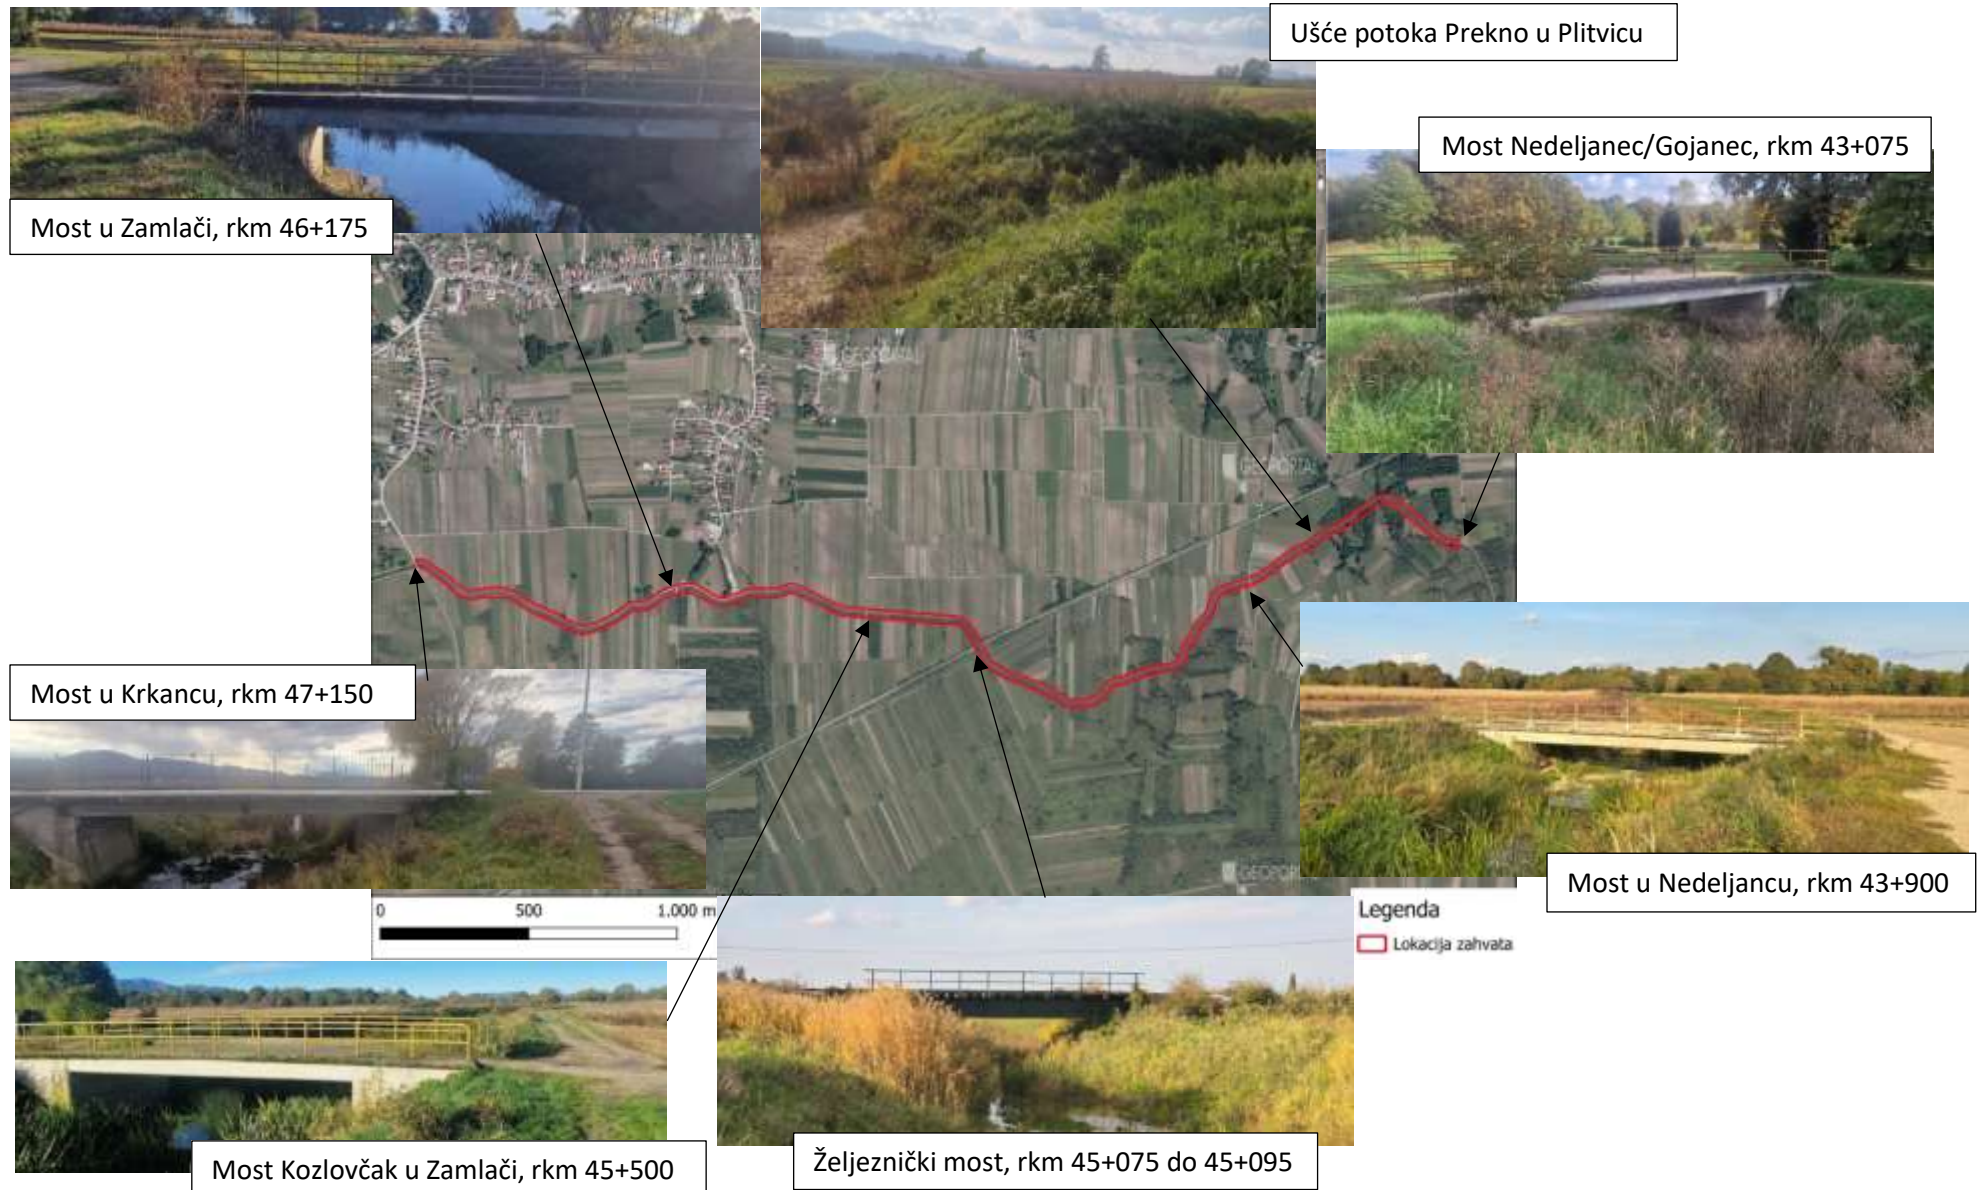 Ušće potoka Prekno u Plitvicu
Most Nedeljanec/Gojanec, rkm 43+075
Most u Zamlači, rkm 46+175
GEOPORTAL
Most u Krkancu, rkm 47+150
Most u Nedeljancu, rkm 43+900
0 500 1.000 m
Legenda
Lokacija zahvata
Most Kozlovčak u Zamlači, rkm 45+500
Željeznički most, rkm 45+075 do 45+095